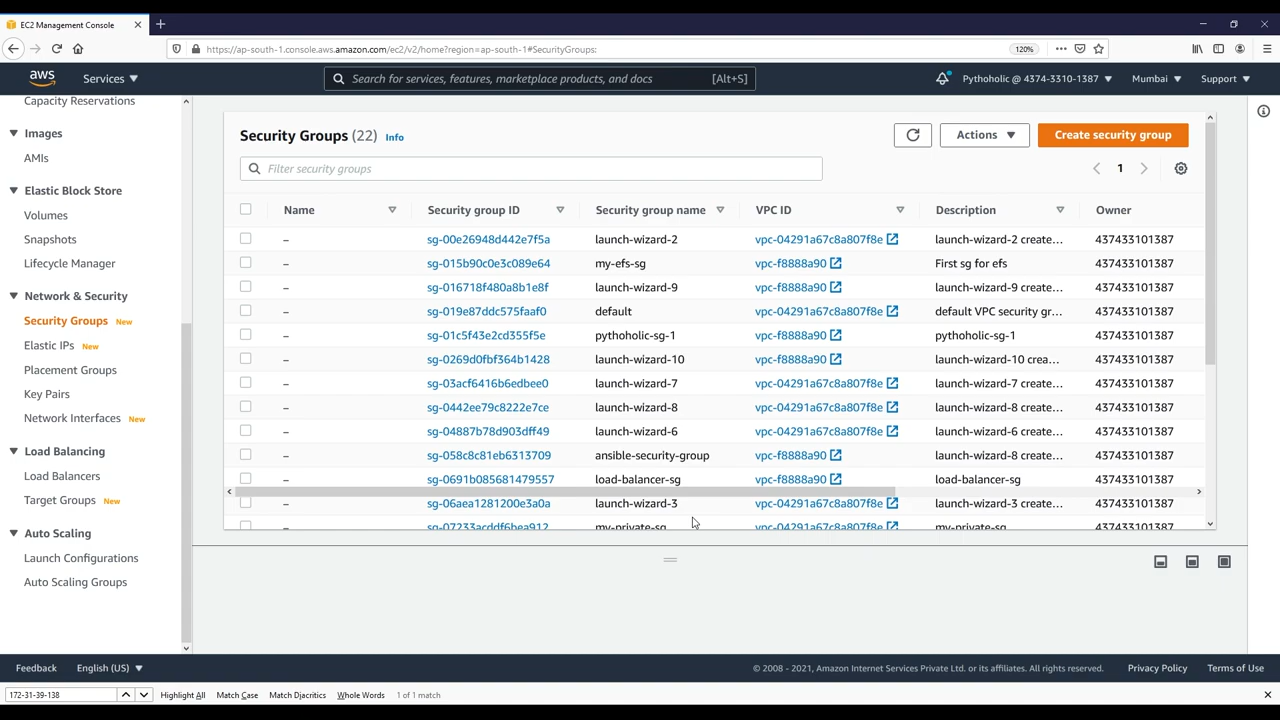 EC2 Management Console
https://ap-south-1.console.aws.amazon.com/ec2/v2/home?region=ap-south-1#SecurityGroups:
120%
aws
Services
Search for services, features, marketplace products, and docs [Alt+S]
Pythoholic @ 4374-3310-1387
Mumbai
Support
Capacity Reservations
Images
AMIs
Elastic Block Store
Volumes
Snapshots
Lifecycle Manager
Network & Security
Security Groups New
Elastic IPs New
Placement Groups
Key Pairs
Network Interfaces New
Load Balancing
Load Balancers
Target Groups New
Auto Scaling
Launch Configurations
Auto Scaling Groups
Security Groups (22) Info
Actions
Create security group
Filter security groups
1
Name Security group ID Security group name VPC ID Description Owner
– sg-00e26948d442e7f5a launch-wizard-2 vpc-04291a67c8a807f8e launch-wizard-2 create... 437433101387
– sg-015b90c0e3c089e64 my-efs-sg vpc-f8888a90 First sg for efs 437433101387
– sg-016718f480a8b1e8f launch-wizard-9 vpc-f8888a90 launch-wizard-9 create... 437433101387
– sg-019e87ddc575faaf0 default vpc-04291a67c8a807f8e default VPC security gr... 437433101387
– sg-01c5f43e2cd355f5e pythoholic-sg-1 vpc-f8888a90 pythoholic-sg-1 437433101387
– sg-0269d0fbf364b1428 launch-wizard-10 vpc-f8888a90 launch-wizard-10 crea... 437433101387
– sg-03acf6416b6edbee0 launch-wizard-7 vpc-04291a67c8a807f8e launch-wizard-7 create... 437433101387
– sg-0442ee79c8222e7ce launch-wizard-8 vpc-04291a67c8a807f8e launch-wizard-8 create... 437433101387
– sg-04887b78d903dff49 launch-wizard-6 vpc-04291a67c8a807f8e launch-wizard-6 create... 437433101387
– sg-058c8c81eb6313709 ansible-security-group vpc-f8888a90 launch-wizard-8 create... 437433101387
– sg-0691b085681479557 load-balancer-sg vpc-f8888a90 load-balancer-sg 437433101387
sg-06aea1281200e3a0a launch-wizard-3 vpc-04291a67c8a807f8e launch-wizard-3 create... 437433101387
– sg-07233acddf6bea912 my-private-sg vpc-04291a67c8a807f8e my-private-sg 437433101387
Feedback
English (US)
© 2008 - 2021, Amazon Internet Services Private Ltd. or its affiliates. All rights reserved.
Privacy Policy
Terms of Use
172-31-39-138
Highlight All
Match Case
Match Diacritics
Whole Words
1 of 1 match